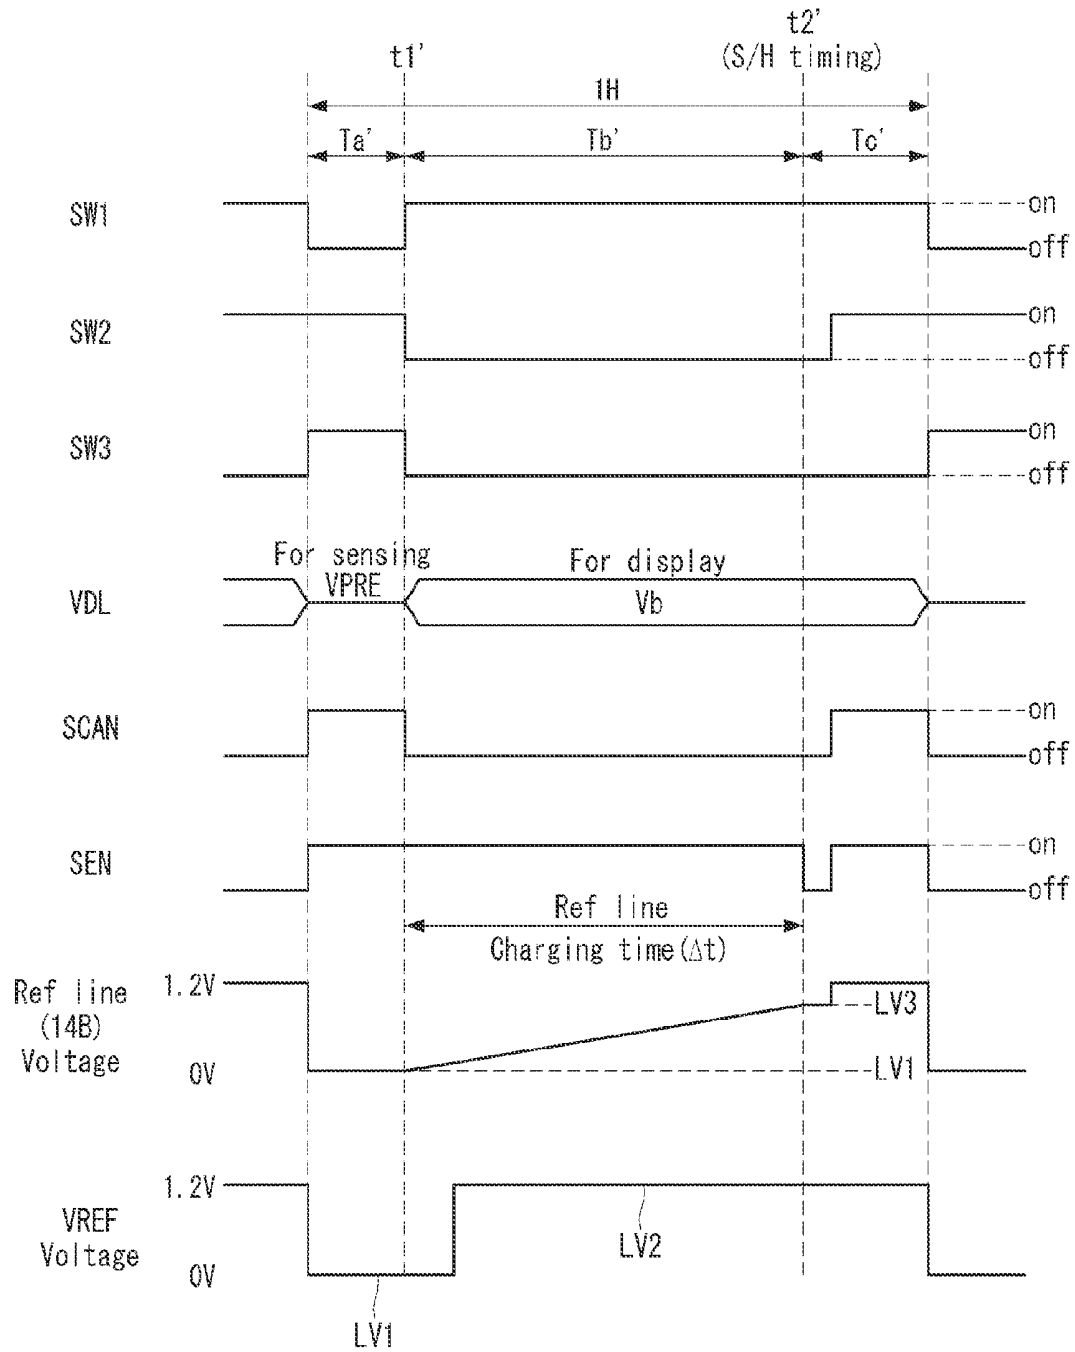 t1'
t2'
(S/H timing)
1H
Ta'
Tb'
Tc'
SW1
on
off
SW2
on
off
SW3
on
off
VDL
For sensing
VPRE
For display
Vb
SCAN
on
off
SEN
on
off
Ref line
Charging time(Δt)
Ref line
(14B)
Voltage
1.2V
0V
LV3
LV1
VREF
Voltage
1.2V
0V
LV2
LV1